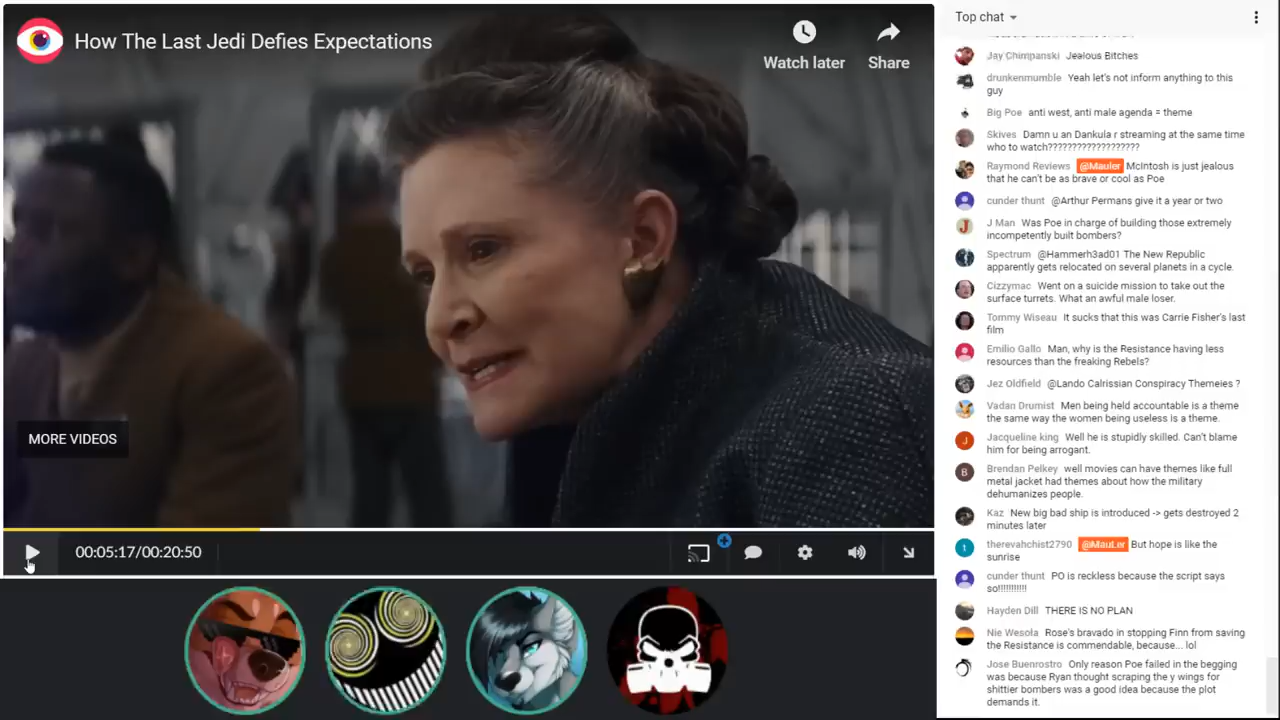 How The Last Jedi Defies Expectations
Watch later
Share
MORE VIDEOS
00:05:17/00:20:50
Top chat
Jay Chimpanski Jealous Bitches
drunkenmumble Yeah let's not inform anything to this
guy
Big Poe anti west, anti male agenda = theme
Skives Damn u an Dankula r streaming at the same time
who to watch???????????????????
Raymond Reviews @Mauler McIntosh is just jealous
that he can't be as brave or cool as Poe
cunder thunt @Arthur Permans give it a year or two
J Man Was Poe in charge of building those extremely
incompetently built bombers?
Spectrum @Hammerh3ad01 The New Republic
apparently gets relocated on several planets in a cycle.
Cizzymac Went on a suicide mission to take out the
surface turrets. What an awful male loser.
Tommy Wiseau It sucks that this was Carrie Fisher's last
film
Emilio Gallo Man, why is the Resistance having less
resources than the freaking Rebels?
Jez Oldfield @Lando Calrissian Conspiracy Themeies ?
Vadan Drumist Men being held accountable is a theme
the same way the women being useless is a theme.
Jacqueline king Well he is stupidly skilled. Can't blame
him for being arrogant.
Brendan Pelkey well movies can have themes like full
metal jacket had themes about how the military
dehumanizes people.
Kaz New big bad ship is introduced -> gets destroyed 2
minutes later
therevahchist2790 @MauLer But hope is like the
sunrise
cunder thunt PO is reckless because the script says
so!!!!!!!!!!!
Hayden Dill THERE IS NO PLAN
Nie Wesoła Rose's bravado in stopping Finn from saving
the Resistance is commendable, because... lol
Jose Buenrostro Only reason Poe failed in the begging
was because Ryan thought scraping the y wings for
shittier bombers was a good idea because the plot
demands it.